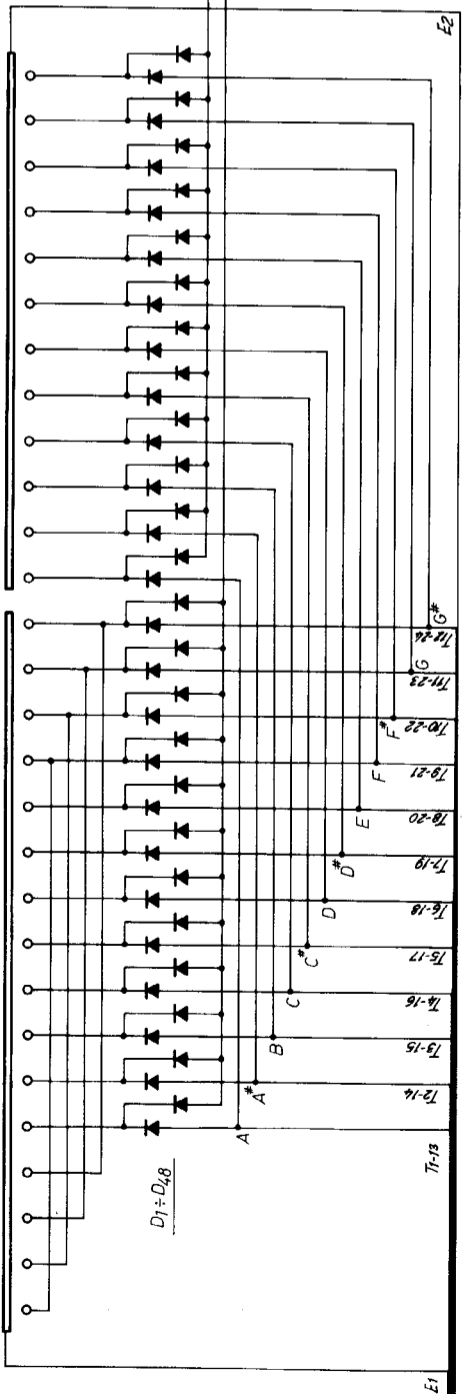 E2
D1÷D48
A
A#
B
C
C#
D
D#
E
F
F#
G
G#
T1-13
T2-14
T3-15
T4-16
T5-17
T6-18
T7-19
T8-20
T9-21
T10-22
T11-23
T12-24
E1